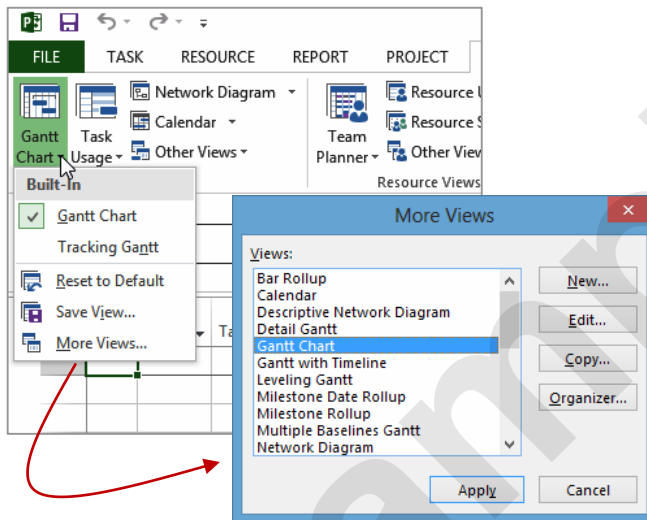 FILE TASK RESOURCE REPORT PROJECT
Network Diagram Resource
Calendar Resource
Gantt Chart Task Usage Other Views Team Planner Other View
Resource Views
Built-In
Gantt Chart
Tracking Gantt
Reset to Default
Save View...
More Views...
More Views
Views:
Bar Rollup
Calendar
Descriptive Network Diagram
Detail Gantt
Gantt Chart
Gantt with Timeline
Leveling Gantt
Milestone Date Rollup
Milestone Rollup
Multiple Baselines Gantt
Network Diagram
New...
Edit...
Copy...
Organizer...
Apply Cancel